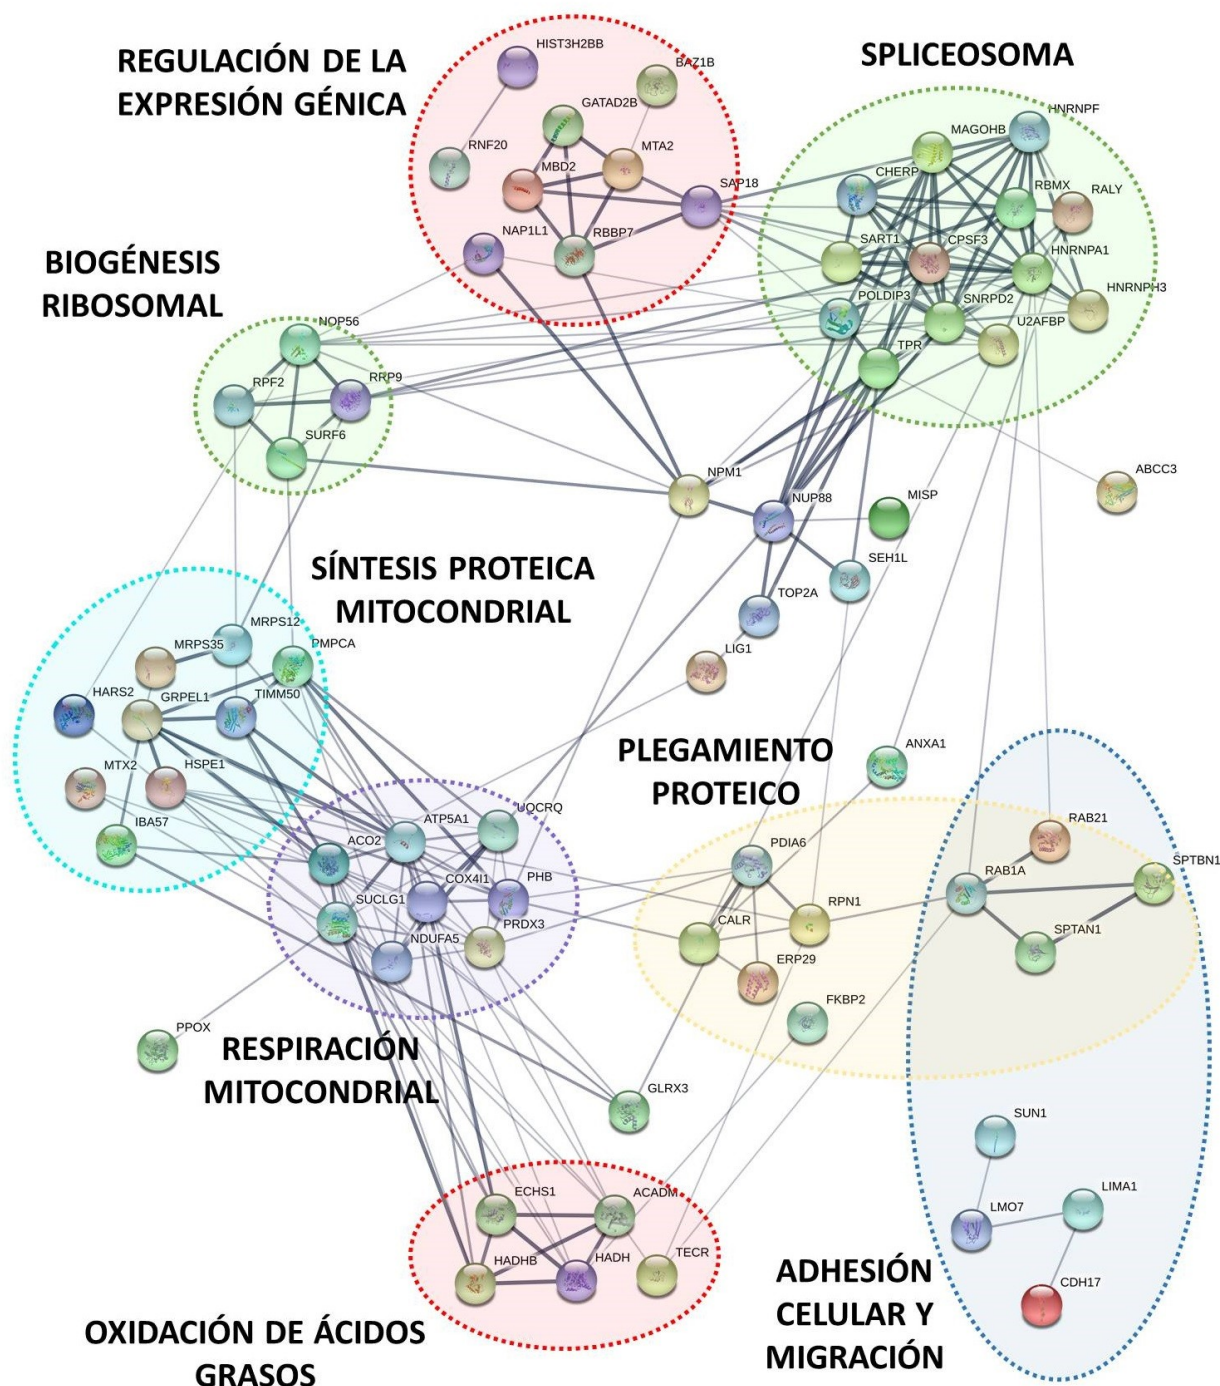 REGULACIÓN DE LA
EXPRESIÓN GÉNICA
HIST3H2BB
BAZ1B
GATAD2B
RNF20
MTA2
MBD2
SAP18
NAP1L1
RBBP7
SPLICEOSOMA
HNRNPF
MAGOHB
CHERP
RBMX
RALY
SART1
CPSF3
HNRNPA1
POLDIP3
SNRPD2
HNRNPH3
U2AFBP
TPR
BIOGÉNESIS
RIBOSOMAL
NOP56
RPF2
RRP9
SURF6
NPM1
NUP88
MISP
ABCC3
SEH1L
TOP2A
LIG1
SÍNTESIS PROTEICA
MITOCONDRIAL
MRPS12
MRPS35
PMPCA
HARS2
GRPEL1
TIMM50
MTX2
HSPE1
IBA57
PLEGAMIENTO
PROTEICO
ANXA1
UQCRQ
ATP5A1
ACO2
COX4I1
PHB
SUCLG1
PRDX3
NDUFA5
PDIA6
RAB21
RAB1A
SPTBN1
CALR
RPN1
SPTAN1
ERP29
FKBP2
PPOX
RESPIRACIÓN
MITOCONDRIAL
GLRX3
SUN1
LIMA1
LMO7
CDH17
ECHS1
ACADM
HADHB
HADH
TECR
ADHESIÓN
CELULAR Y
MIGRACIÓN
OXIDACIÓN DE ÁCIDOS
GRASOS